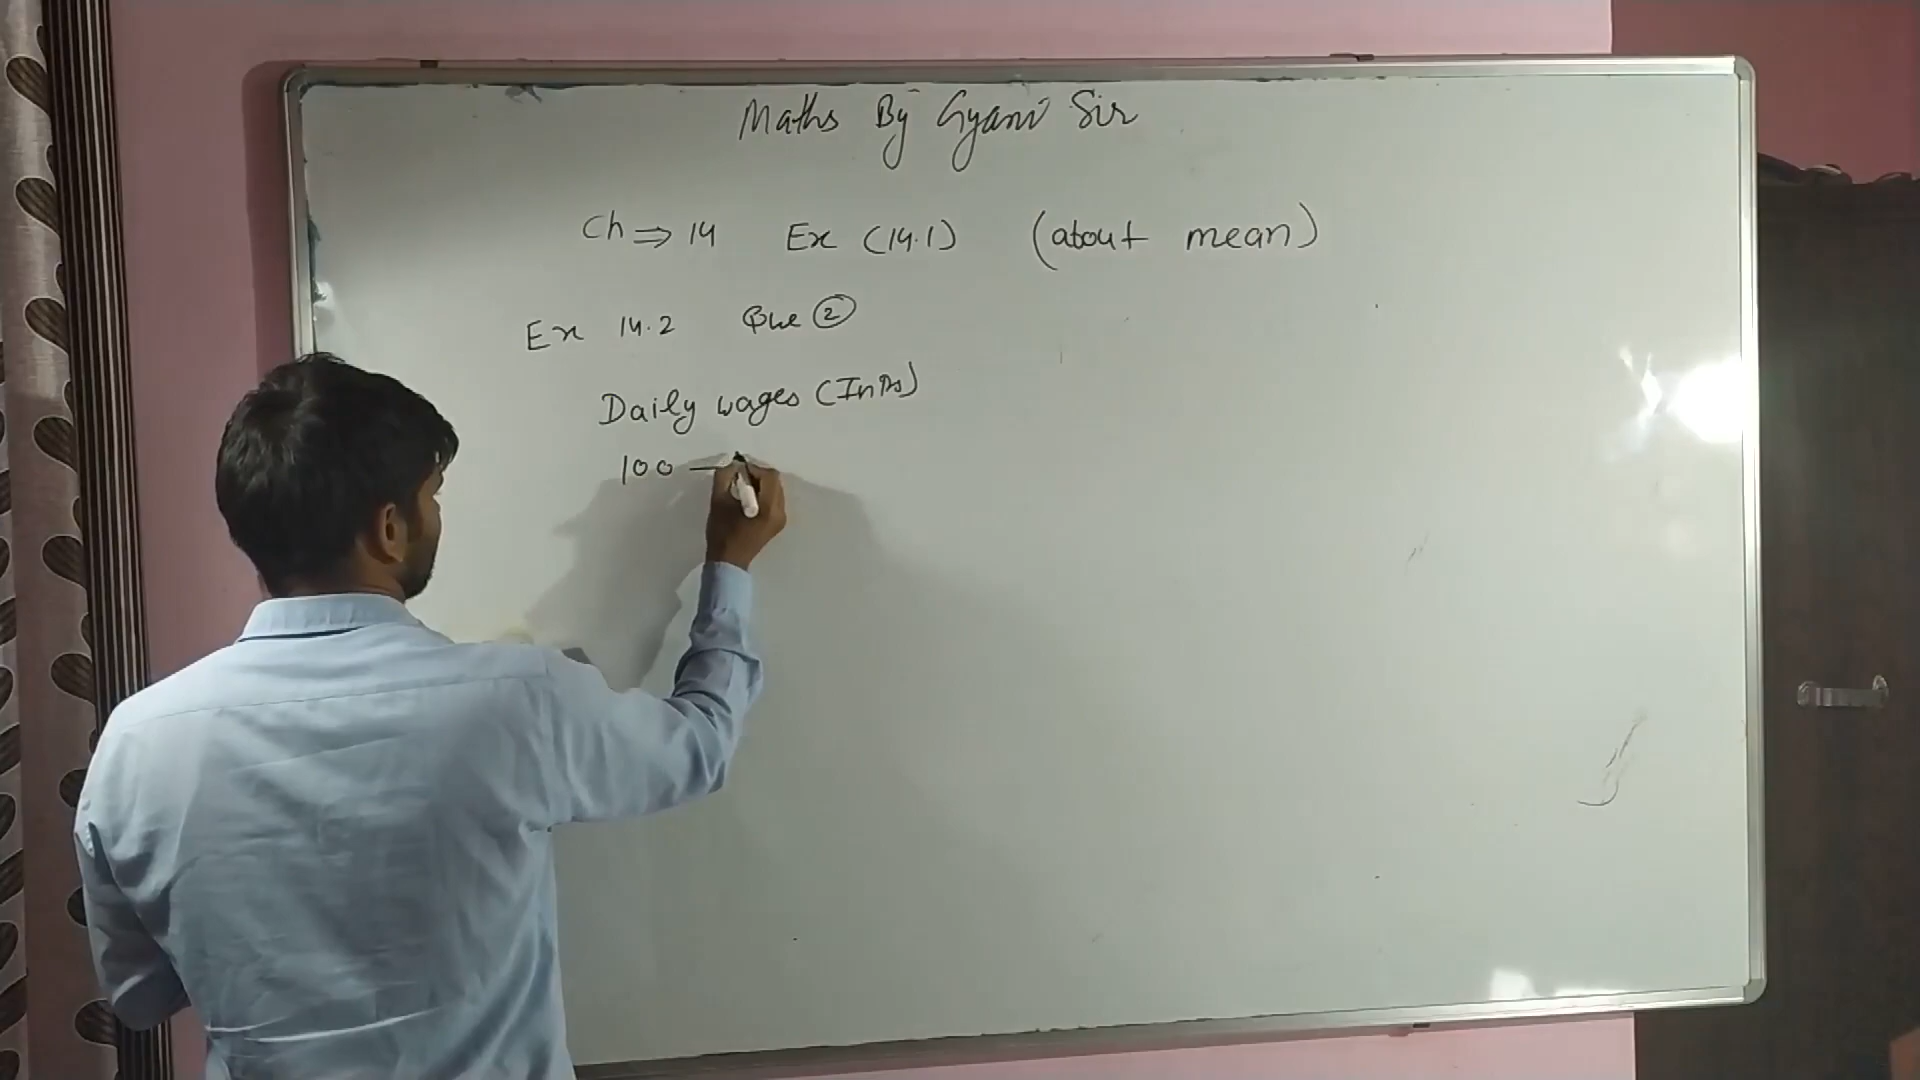 Maths By Gyani Sir
Ch ⇒ 14 Ex (14.1) (about mean)
Ex 14.2 Que ②
Daily wages (In Rs)
100 —